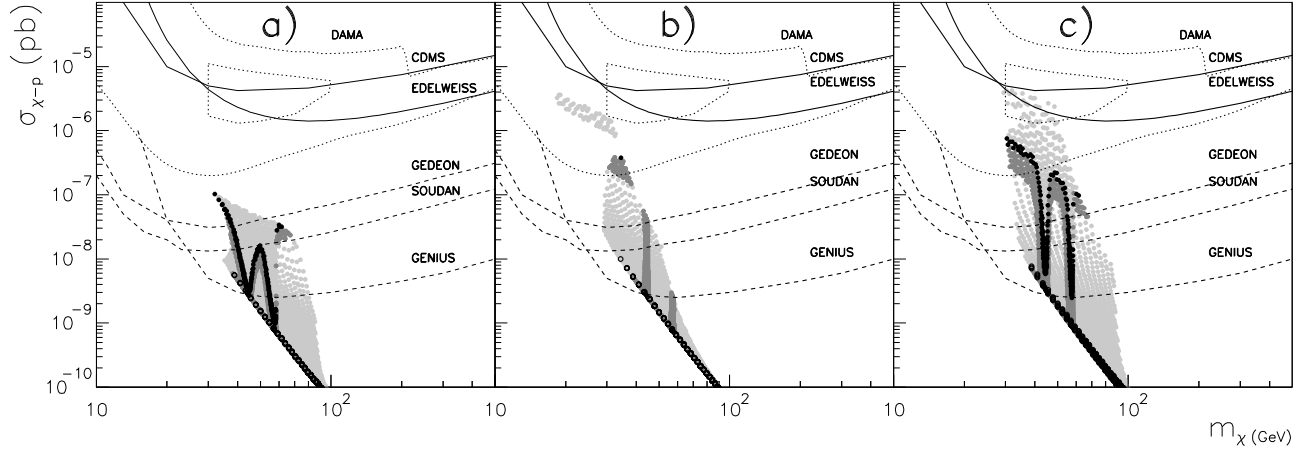 a)
b)
c)
σχ-p (pb)
DAMA
DAMA
DAMA
10⁻⁵
CDMS
CDMS
CDMS
EDELWEISS
EDELWEISS
EDELWEISS
10⁻⁶
GEDEON
GEDEON
GEDEON
10⁻⁷
SOUDAN
SOUDAN
SOUDAN
10⁻⁸
GENIUS
GENIUS
GENIUS
10⁻⁹
10⁻¹⁰
10
10²
10
10²
10
10²
mχ (GeV)